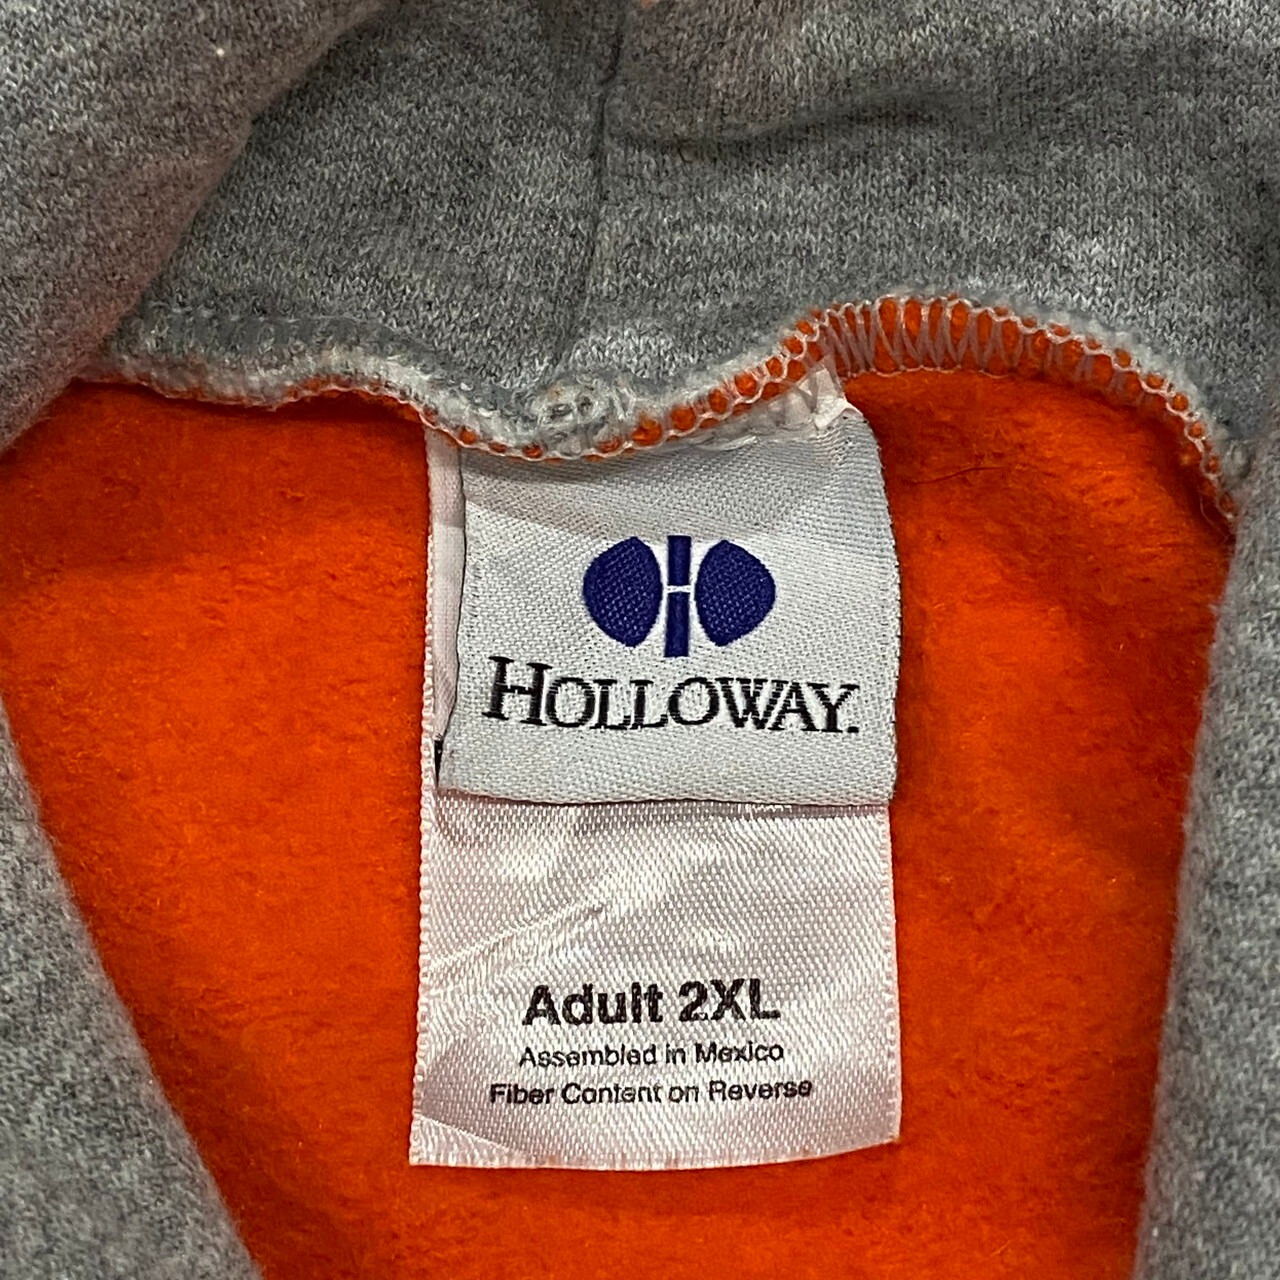 HOLLOWAY.
Adult 2XL
Assembled in Mexico
Fiber Content on Reverse